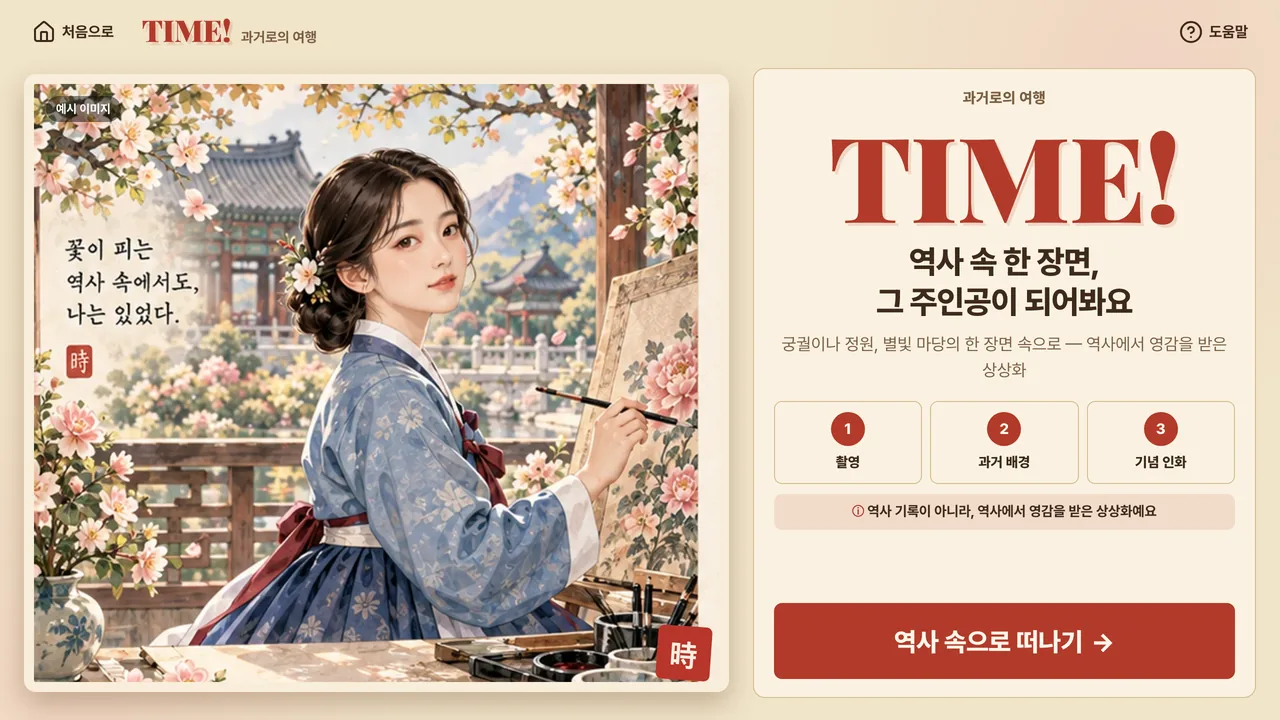 처음으로
TIME! 과거로의 여행
도움말
예시 이미지
꽃이 피는
역사 속에서도,
나는 있었다.
時
時
과거로의 여행
TIME!
역사 속 한 장면,
그 주인공이 되어봐요
궁궐이나 정원, 별빛 마당의 한 장면 속으로 — 역사에서 영감을 받은
상상화
1
촬영
2
과거 배경
3
기념 인화
역사 기록이 아니라, 역사에서 영감을 받은 상상화예요
역사 속으로 떠나기 →